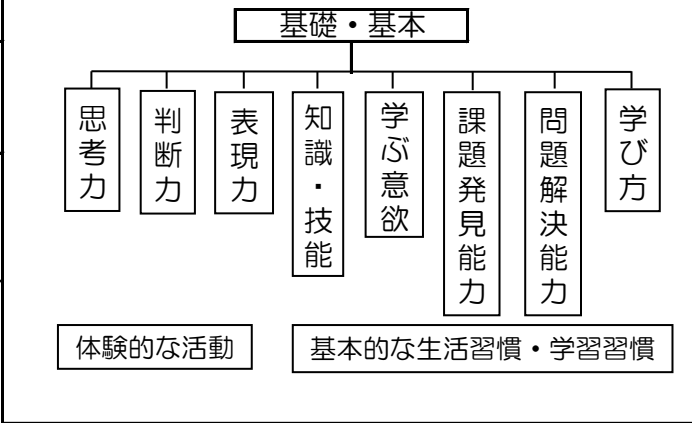 基礎・基本
思考力
判断力
表現力
知識・技能
学ぶ意欲
課題発見能力
問題解決能力
学び方
体験的な活動
基本的な生活習慣・学習習慣